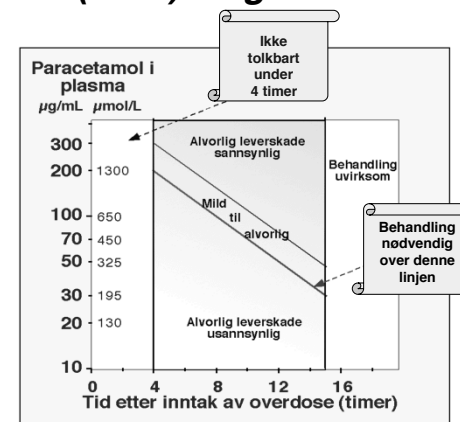 Ikke
tolkbart
under
4 timer
Paracetamol i
plasma
µg/mL µmol/L
300
200 1300
100 650
70 450
50 325
30 195
20 130
10
Alvorlig leverskade
sannsynlig
Mild
til
alvorlig
Alvorlig leverskade
usannsynlig
Behandling
uvirksom
Behandling
nødvendig
over denne
linjen
0 4 8 12 16
Tid etter inntak av overdose (timer)